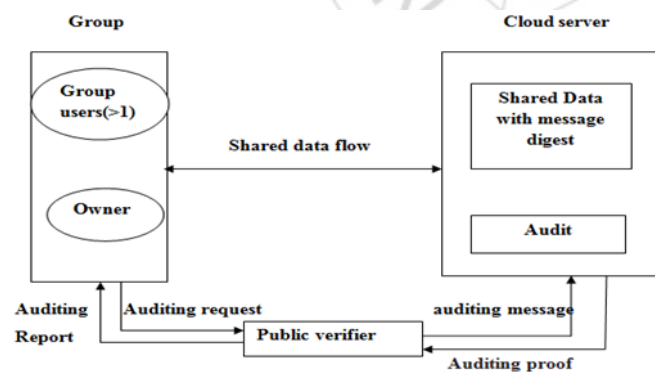 Group
Cloud server
Group
users(>1)
Shared Data
with message
digest
Shared data flow
Owner
Audit
Auditing
Report
Auditing request
auditing message
Public verifier
Auditing proof